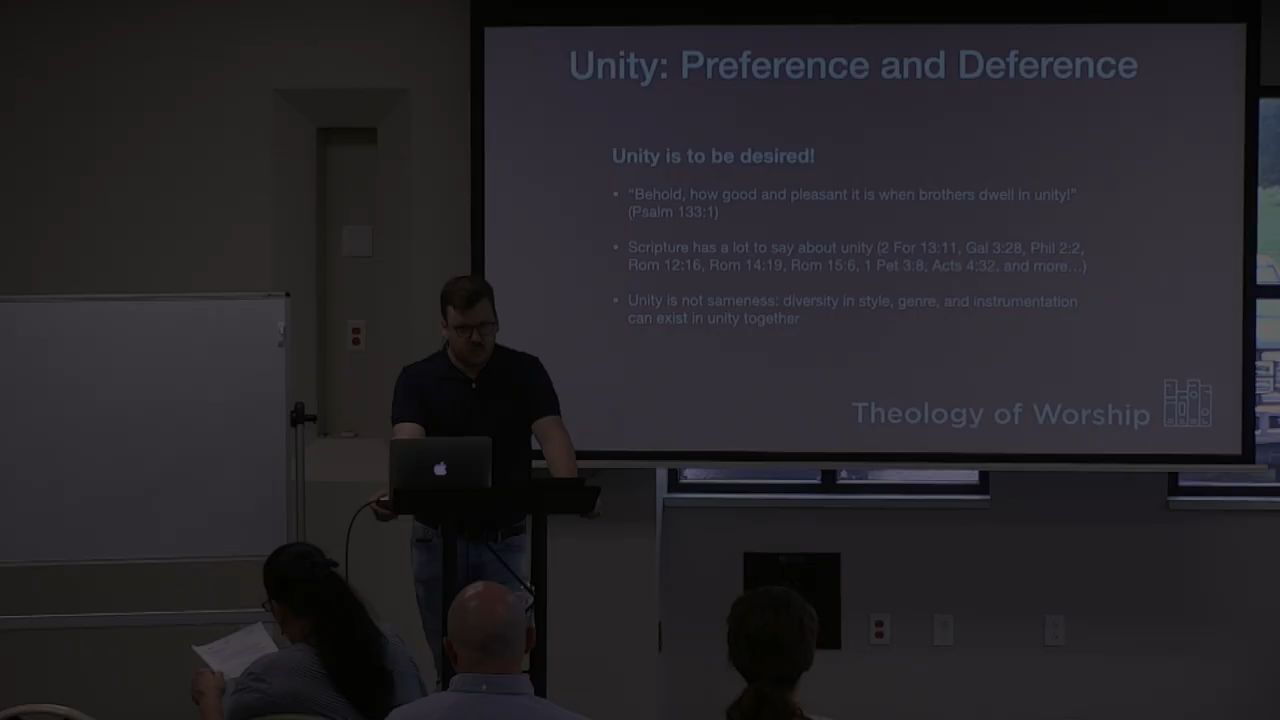 Unity: Preference and Deference
Unity is to be desired!
• “Behold, how good and pleasant it is when brothers dwell in unity!”
(Psalm 133:1)
• Scripture has a lot to say about unity (2 For 13:11, Gal 3:28, Phil 2:2,
Rom 12:16, Rom 14:19, Rom 15:6, 1 Pet 3:8, Acts 4:32, and more…)
• Unity is not sameness: diversity in style, genre, and instrumentation
can exist in unity together
Theology of Worship